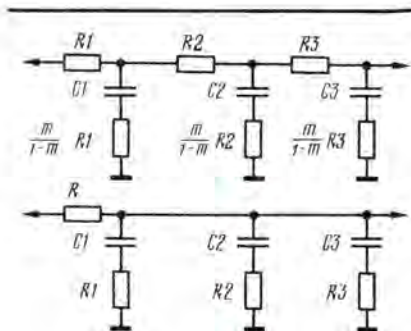 R1 R2 R3
C1 C2 C3
m/1-m R1 m/1-m R2 m/1-m R3
R
C1 C2 C3
R1 R2 R3